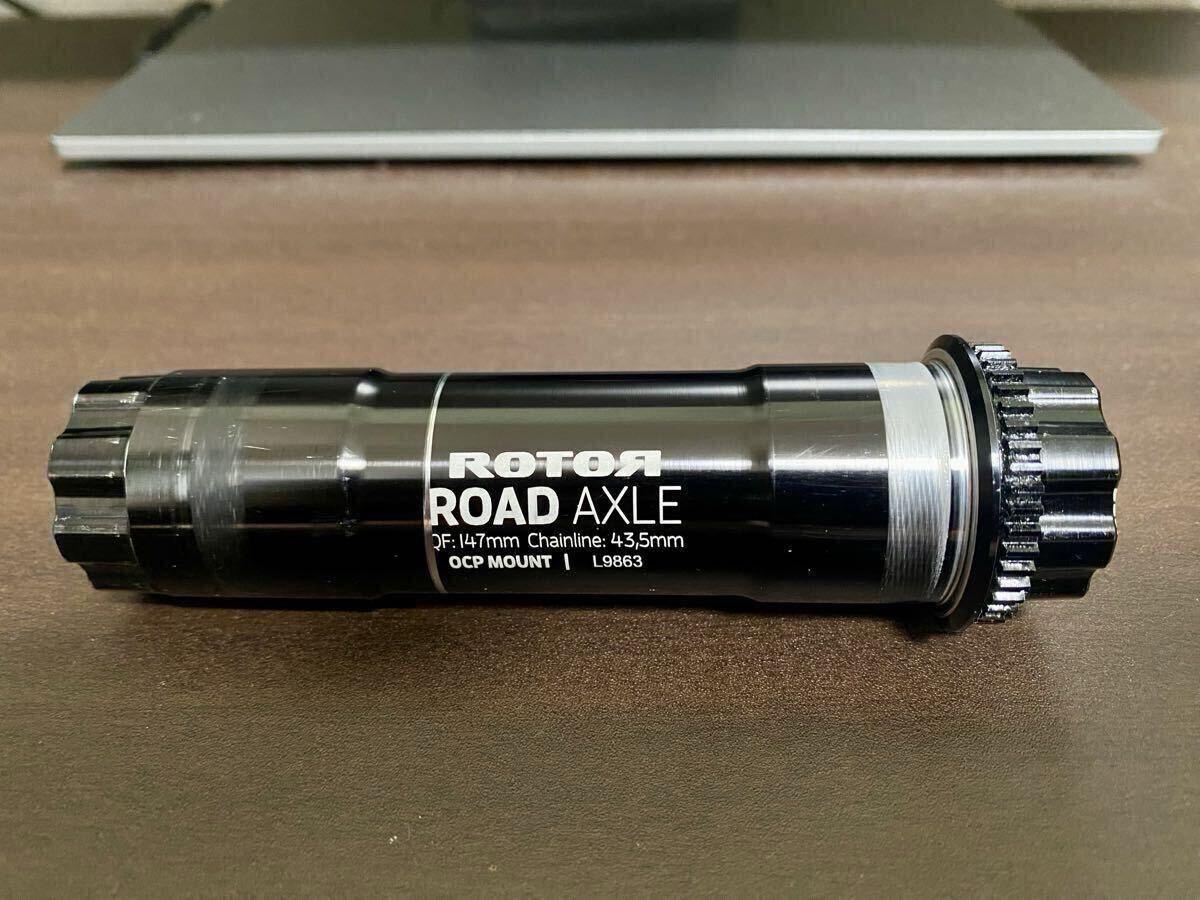 ROTOR
ROAD AXLE
QF: 147mm Chainline: 43,5mm
OCP MOUNT | L9863